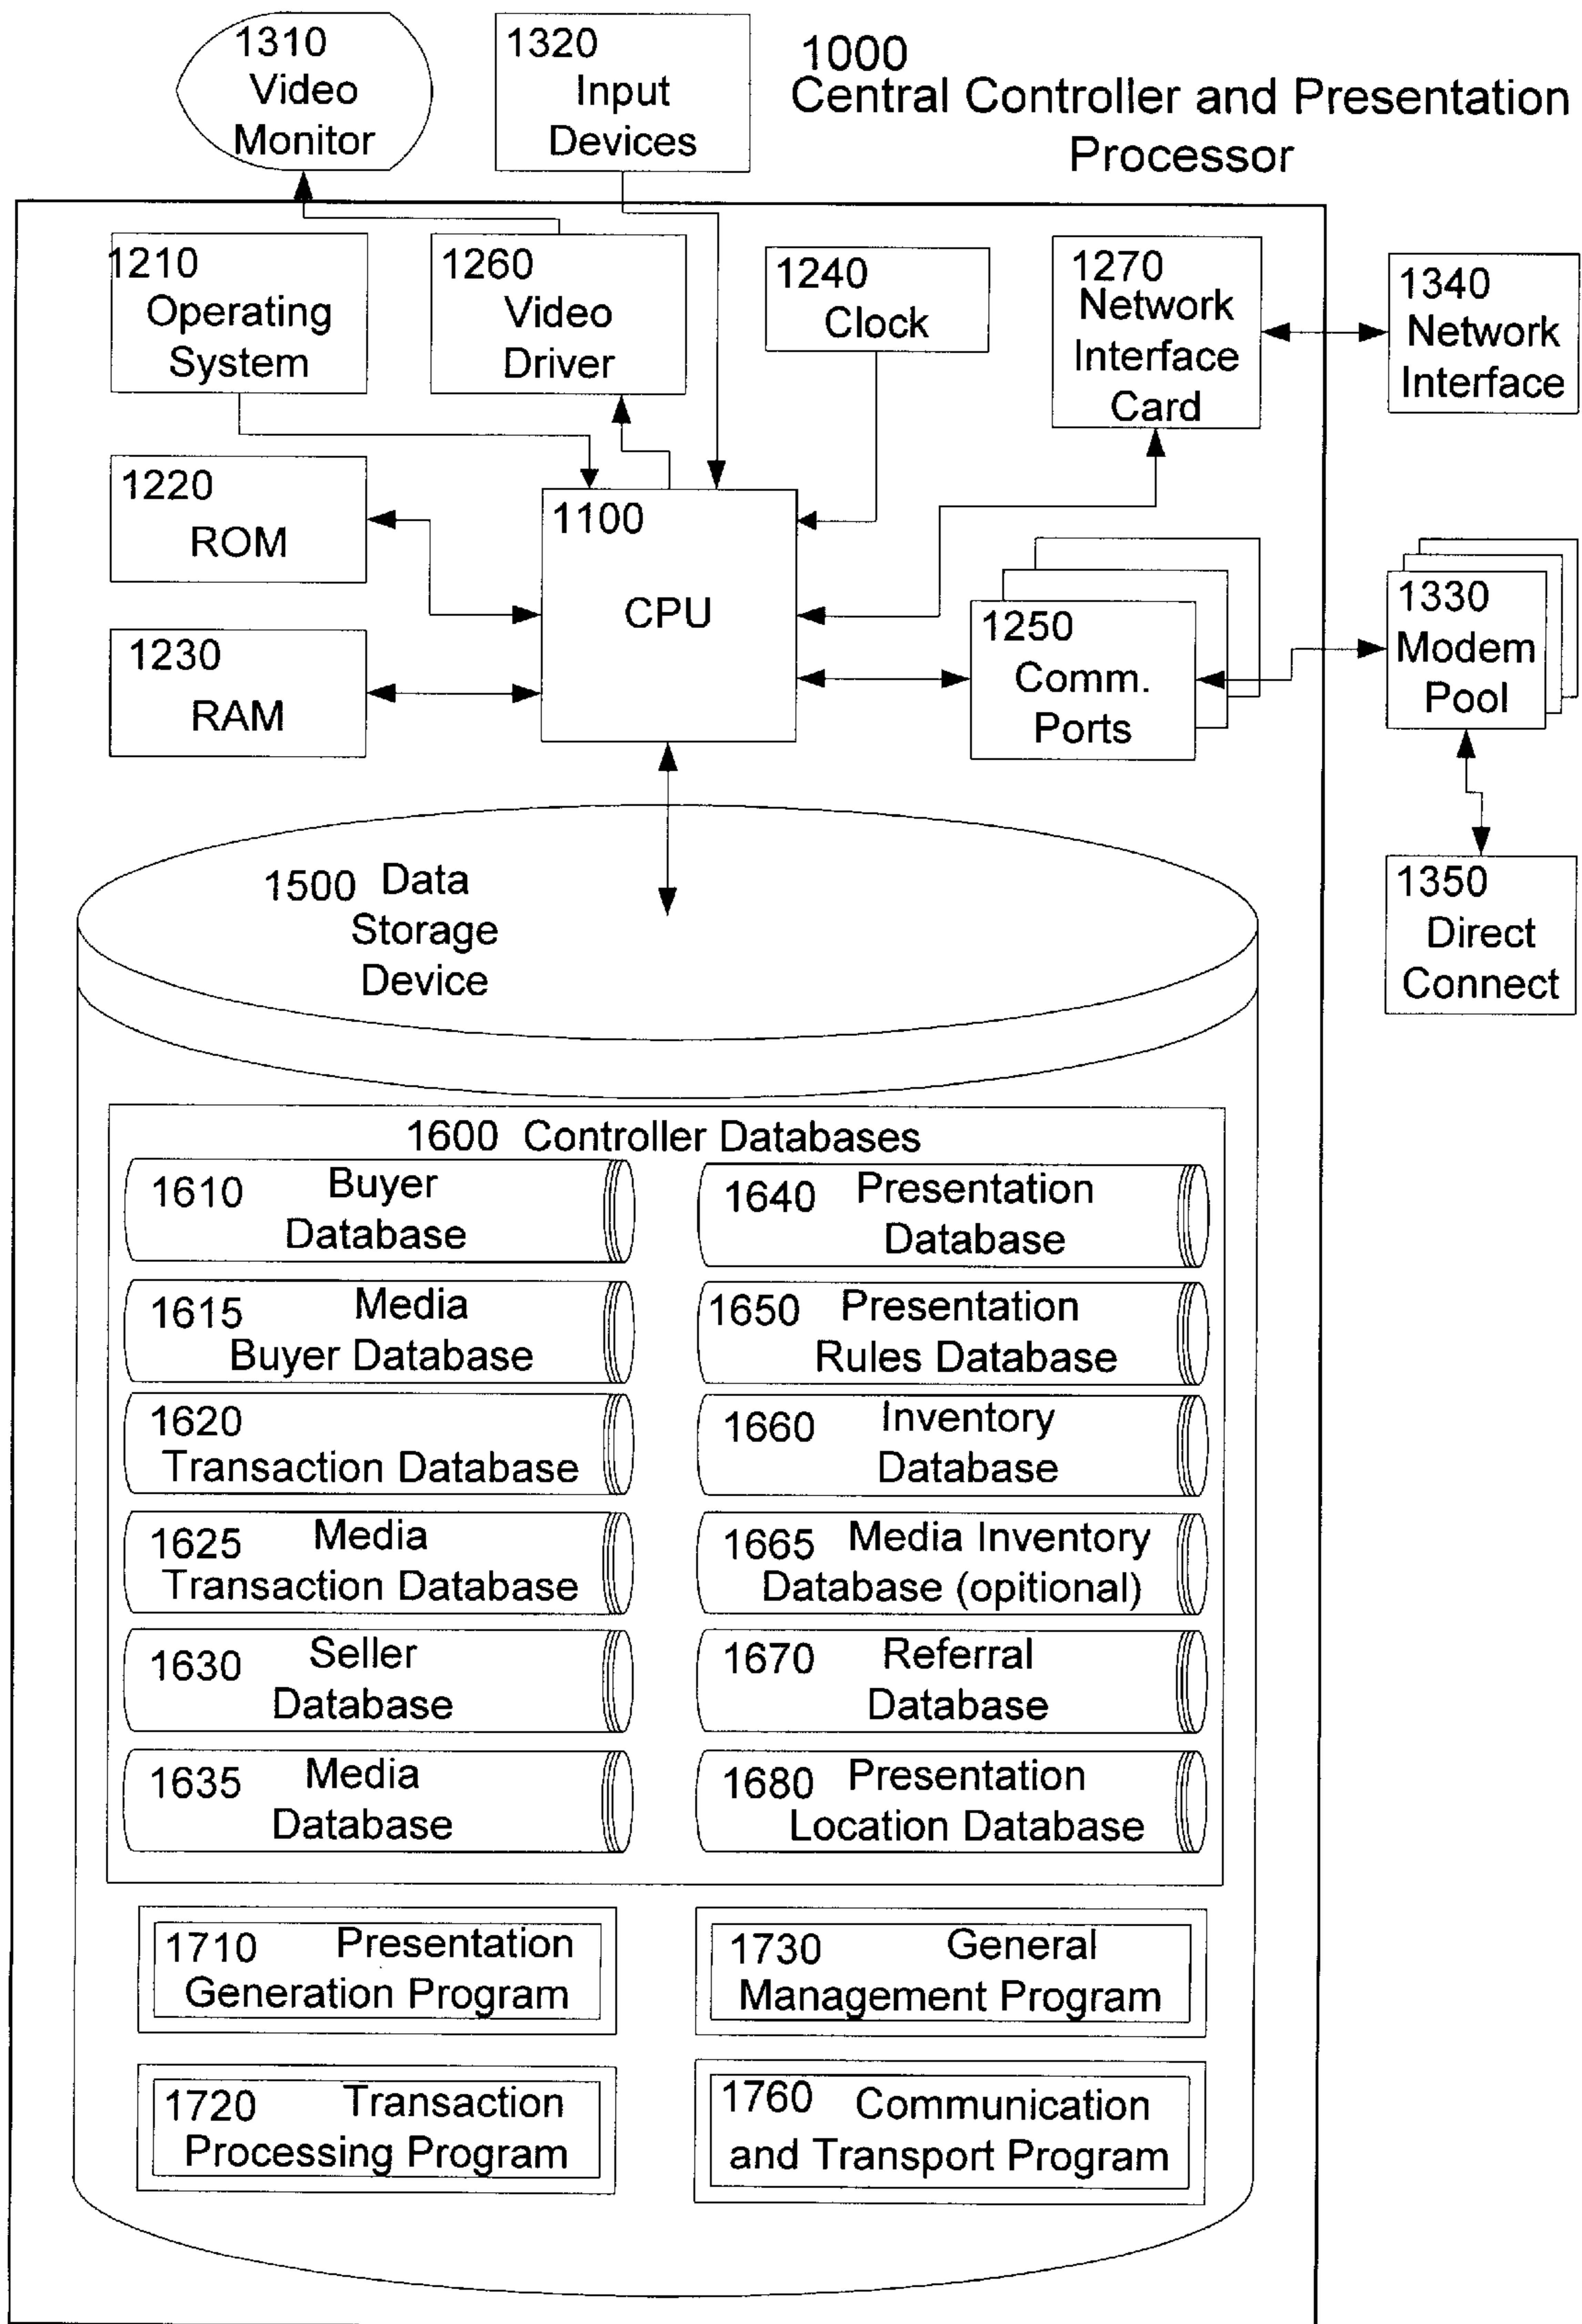 1310
Video
Monitor
1320
Input
Devices
1000
Central Controller and Presentation
Processor
1210
Operating
System
1260
Video
Driver
1240
Clock
1270
Network
Interface
Card
1340
Network
Interface
1220
ROM
1100
CPU
1230
RAM
1250
Comm.
Ports
1330
Modem
Pool
1350
Direct
Connect
1500 Data
Storage
Device
1600 Controller Databases
1610 Buyer
Database
1640 Presentation
Database
1615 Media
Buyer Database
1650 Presentation
Rules Database
1620
Transaction Database
1660 Inventory
Database
1625 Media
Transaction Database
1665 Media Inventory
Database (opitional)
1630 Seller
Database
1670 Referral
Database
1635 Media
Database
1680 Presentation
Location Database
1710 Presentation
Generation Program
1730 General
Management Program
1720 Transaction
Processing Program
1760 Communication
and Transport Program